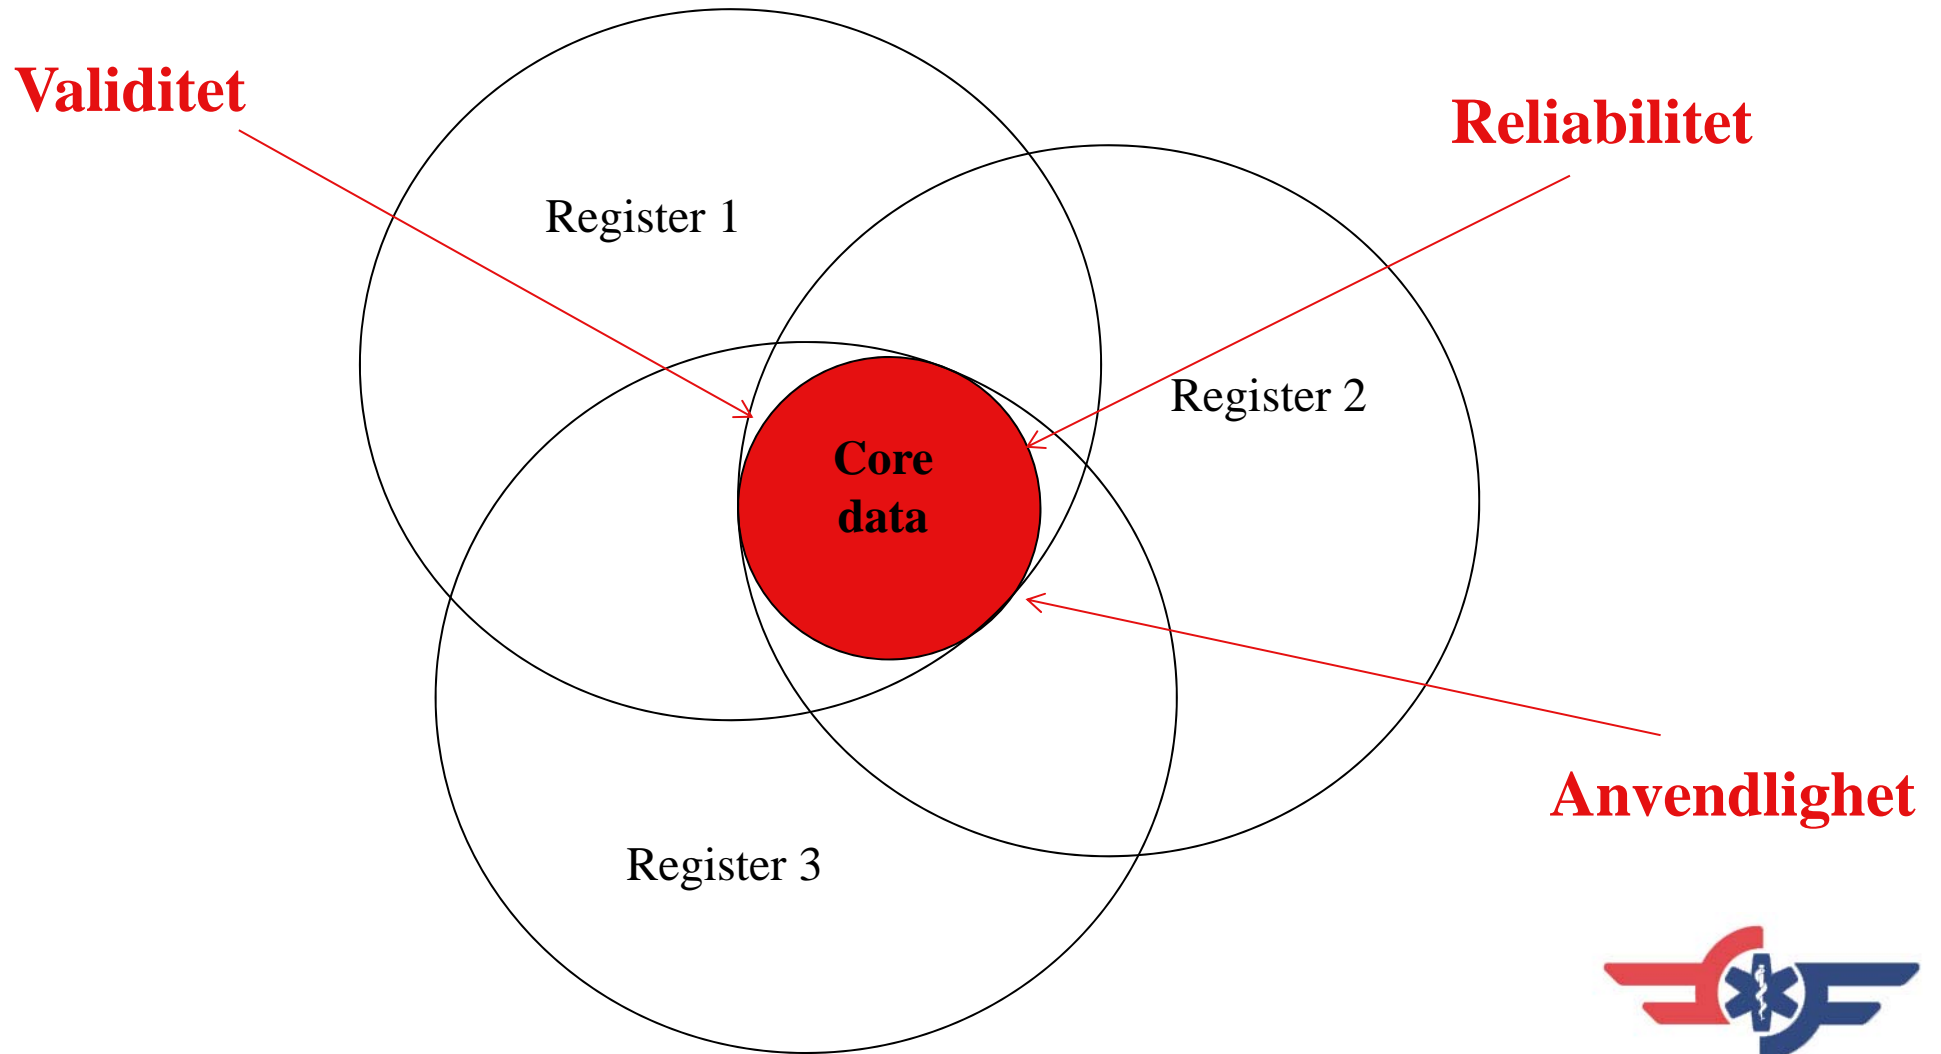 Validitet
Reliabilitet
Register 1
Register 2
Core
data
Anvendlighet
Register 3